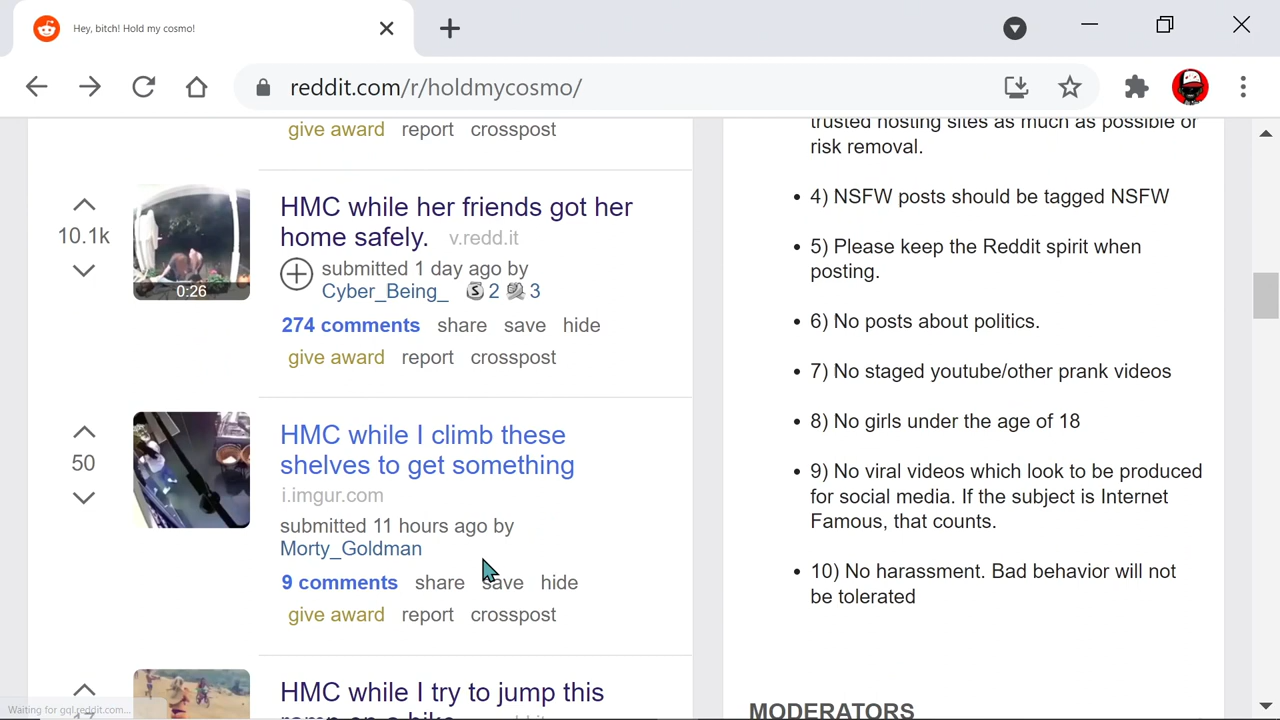 Hey, bitch! Hold my cosmo!
reddit.com/r/holdmycosmo/
give award report crosspost
10.1k
0:26
HMC while her friends got her
home safely. v.redd.it
submitted 1 day ago by
Cyber_Being_ 2 3
274 comments share save hide
give award report crosspost
50
HMC while I climb these
shelves to get something
i.imgur.com
submitted 11 hours ago by
Morty_Goldman
9 comments share save hide
give award report crosspost
HMC while I try to jump this
trusted hosting sites as much as possible or
risk removal.
4) NSFW posts should be tagged NSFW
5) Please keep the Reddit spirit when
posting.
6) No posts about politics.
7) No staged youtube/other prank videos
8) No girls under the age of 18
9) No viral videos which look to be produced
for social media. If the subject is Internet
Famous, that counts.
10) No harassment. Bad behavior will not
be tolerated
MODERATORS
Waiting for gql.reddit.com...